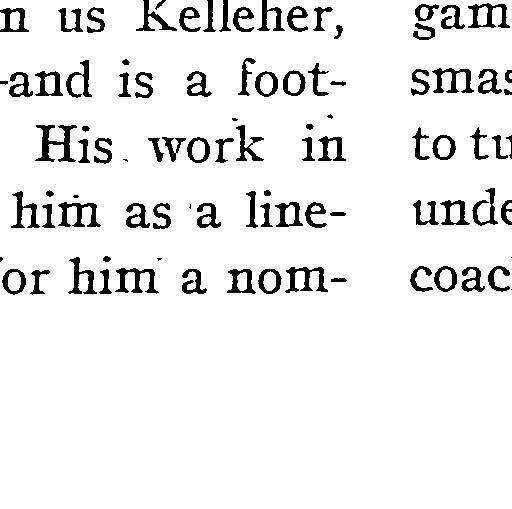 n us Kelleher,
-and is a foot-
His work in
him as a line-
for him a nom-
gam
smas
to tu
unde
coac